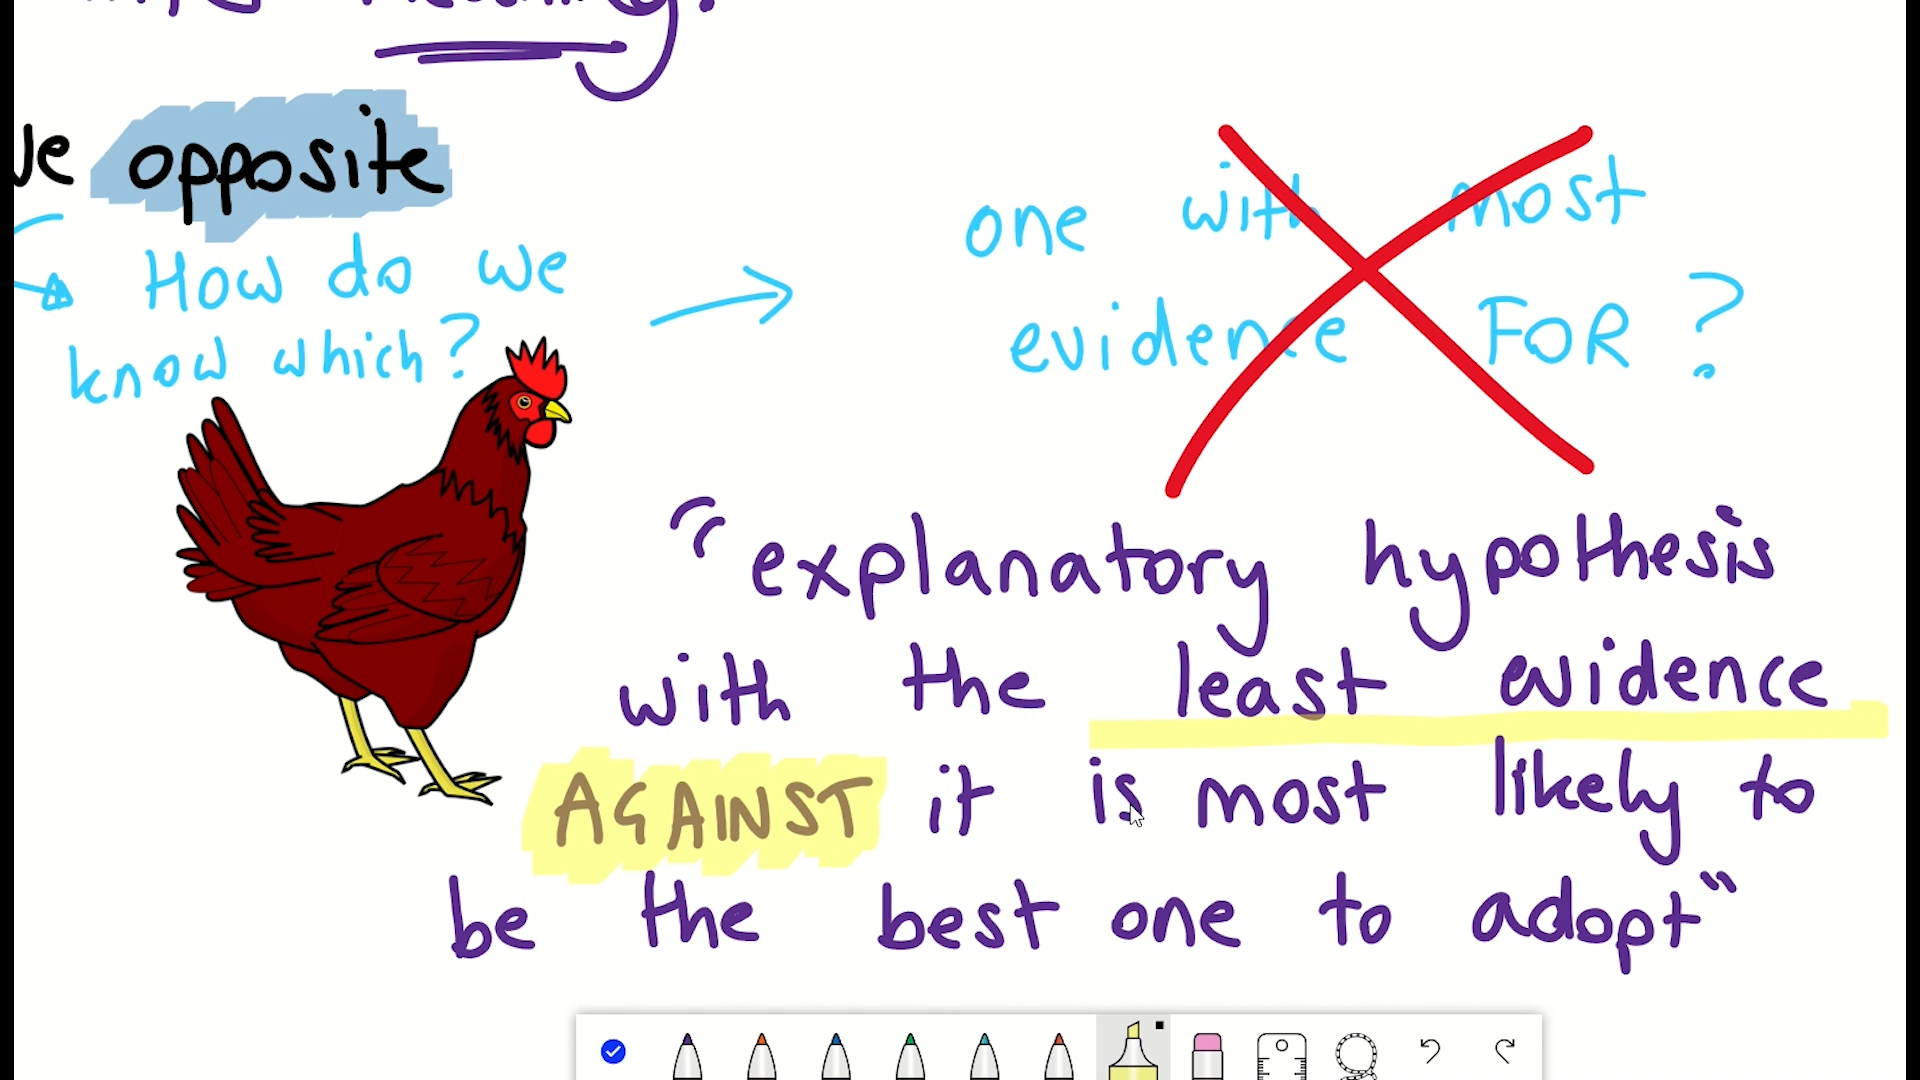 opposite
How do we
know which?
one with most
evidence FOR?
"explanatory hypothesis
with the least evidence
AGAINST it is most likely to
be the best one to adopt"